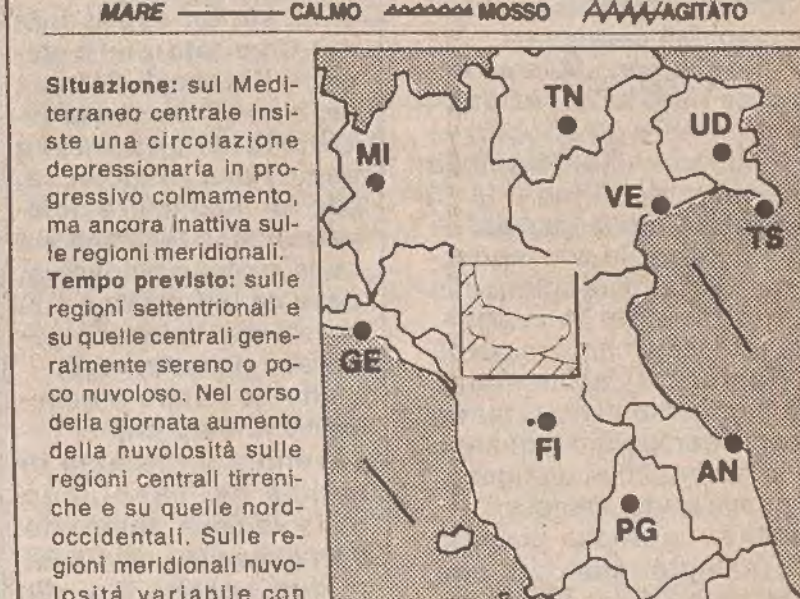 MARE CALMO MOSSO AGITATO
Situazione: sul Medi-
terraneo centrale insi-
ste una circolazione
depressionaria in pro-
gressivo colmamento,
ma ancora inattiva sul-
le regioni meridionali.
Tempo previsto: sulle
regioni settentrionali e
su quelle centrali gene-
ralmente sereno o po-
co nuvoloso. Nel corso
della giornata aumento
della nuvolosità sulle
regioni centrali tirreni-
che e su quelle nord-
occidentali. Sulle re-
gioni meridionali nuvo-
losità variabile con
TN
UD
MI
VE
TS
GE
FI
AN
PG